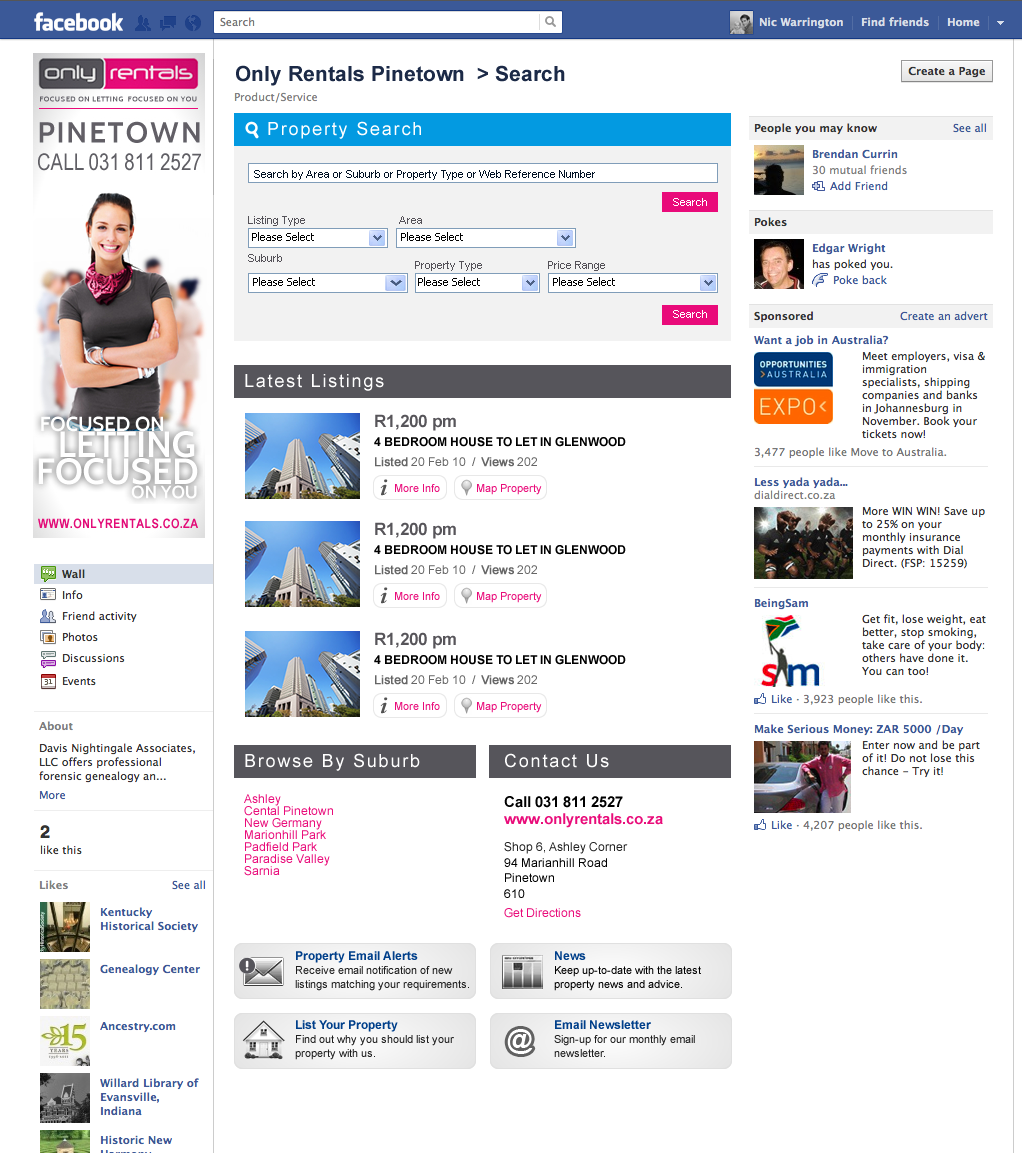 facebook
Search
Nic Warrington
Find friends
Home
only rentals
FOCUSED ON LETTING FOCUSED ON YOU
PINETOWN
CALL 031 811 2527
FOCUSED ON
LETTING
FOCUSED
ON YOU
WWW.ONLYRENTALS.CO.ZA
Wall
Info
Friend activity
Photos
Discussions
31 Events
About
Davis Nightingale Associates,
LLC offers professional
forensic genealogy an...
More
2
like this
Likes
See all
Kentucky
Historical Society
Genealogy Center
15
YEARS
Ancestry.com
Willard Library of
Evansville,
Indiana
Historic New
Harmony
Only Rentals Pinetown > Search
Product/Service
Create a Page
Property Search
Search by Area or Suburb or Property Type or Web Reference Number
Search
Listing Type
Area
Please Select
Please Select
Suburb
Property Type
Price Range
Please Select
Please Select
Please Select
Search
Latest Listings
R1,200 pm
4 BEDROOM HOUSE TO LET IN GLENWOOD
Listed 20 Feb 10 / Views 202
i More Info
Map Property
R1,200 pm
4 BEDROOM HOUSE TO LET IN GLENWOOD
Listed 20 Feb 10 / Views 202
i More Info
Map Property
R1,200 pm
4 BEDROOM HOUSE TO LET IN GLENWOOD
Listed 20 Feb 10 / Views 202
i More Info
Map Property
Browse By Suburb
Ashley
Cental Pinetown
New Germany
Marionhill Park
Padfield Park
Paradise Valley
Sarnia
Contact Us
Call 031 811 2527
www.onlyrentals.co.za
Shop 6, Ashley Corner
94 Marianhill Road
Pinetown
610
Get Directions
Property Email Alerts
Receive email notification of new
listings matching your requirements.
News
Keep up-to-date with the latest
property news and advice.
List Your Property
Find out why you should list your
property with us.
@
Email Newsletter
Sign-up for our monthly email
newsletter.
People you may know
See all
Brendan Currin
30 mutual friends
Add Friend
Pokes
Edgar Wright
has poked you.
Poke back
Sponsored
Create an advert
Want a job in Australia?
OPPORTUNITIES
>AUSTRALIA
EXPO<
Meet employers, visa &
immigration
specialists, shipping
companies and banks
in Johannesburg in
November. Book your
tickets now!
3,477 people like Move to Australia.
Less yada yada...
dialdirect.co.za
More WIN WIN! Save up
to 25% on your
monthly insurance
payments with Dial
Direct. (FSP: 15259)
BeingSam
sam
Get fit, lose weight, eat
better, stop smoking,
take care of your body:
others have done it.
You can too!
Like · 3,923 people like this.
Make Serious Money: ZAR 5000 /Day
Enter now and be part
of it! Do not lose this
chance – Try it!
Like · 4,207 people like this.